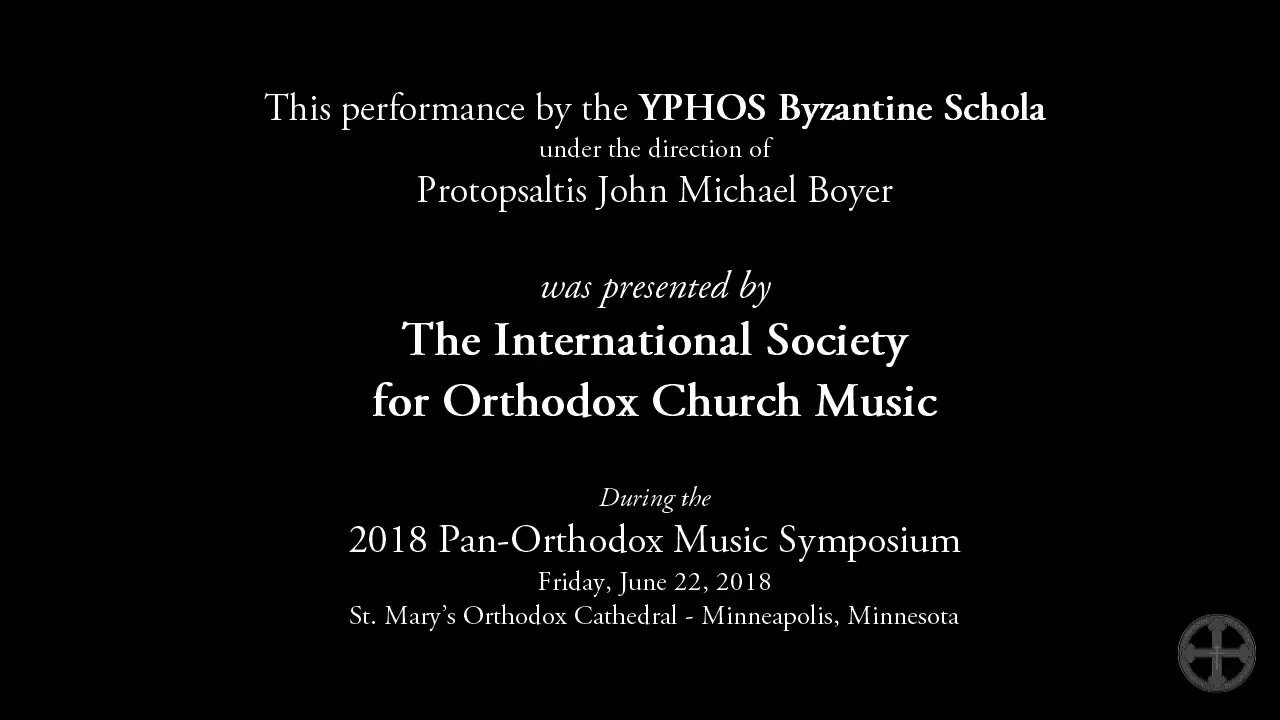 This performance by the YPHOS Byzantine Schola
under the direction of
Protopsaltis John Michael Boyer
was presented by
The International Society
for Orthodox Church Music
During the
2018 Pan-Orthodox Music Symposium
Friday, June 22, 2018
St. Mary’s Orthodox Cathedral - Minneapolis, Minnesota